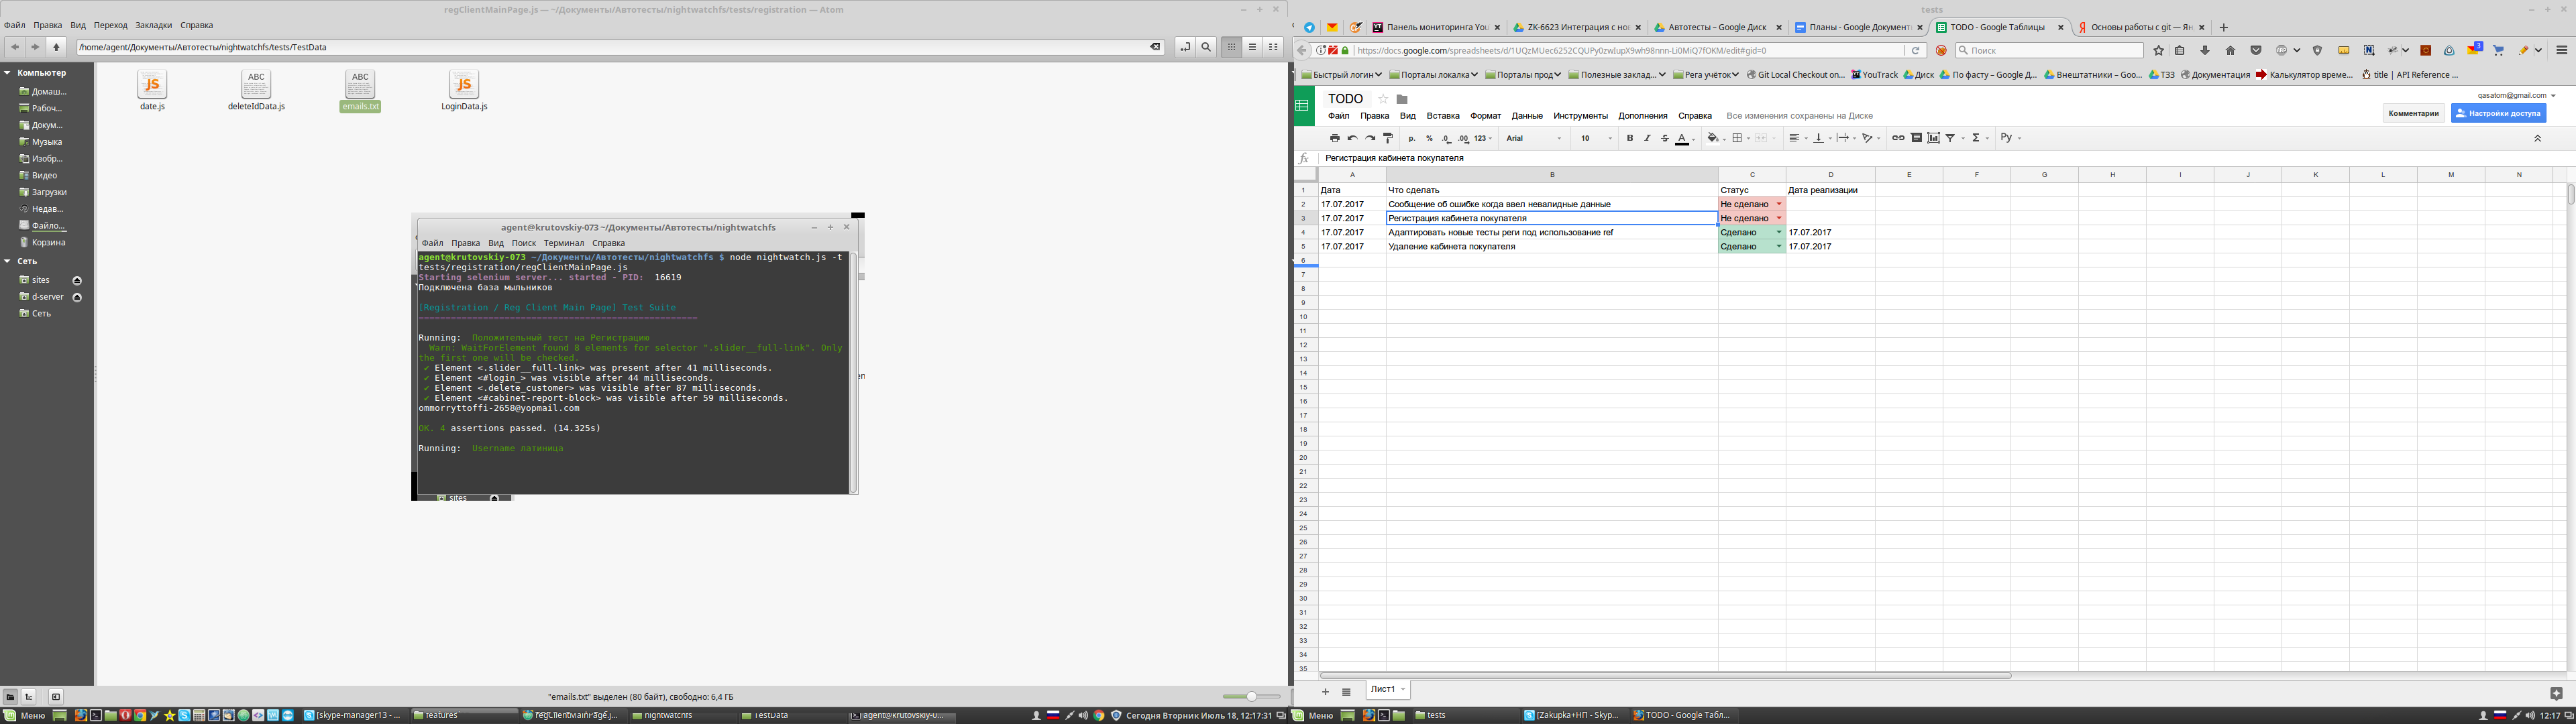 regClientMainPage.js — ~/Документы/Автотесты/nightwatchfs/tests/registration — Atom
Файл Правка Вид Переход Закладки Справка
/home/agent/Документы/Автотесты/nightwatchfs/tests/TestData
Компьютер
Домаш...
Рабоч...
Докум...
Музыка
Изобр...
Видео
Загрузки
Недав...
Файло...
Корзина
Сеть
sites
d-server
Сеть
date.js
deleteIdData.js
emails.txt
LoginData.js
agent@krutovskiy-073 ~/Документы/Автотесты/nightwatchfs
Файл Правка Вид Поиск Терминал Справка
agent@krutovskiy-073 ~/Документы/Автотесты/nightwatchfs $ node nightwatch.js -t
tests/registration/regClientMainPage.js
Starting selenium server... started - PID: 16619
Подключена база мыльников
[Registration / Reg Client Main Page] Test Suite
================================================
Running: Положительный тест на Регистрацию
Warn: WaitForElement found 8 elements for selector ".slider__full-link". Only
the first one will be checked.
✔ Element <.slider__full-link> was present after 41 milliseconds.
✔ Element <#login_> was visible after 44 milliseconds.
✔ Element <.delete_customer> was visible after 87 milliseconds.
✔ Element <#cabinet-report-block> was visible after 59 milliseconds.
ommorryttoffi-2658@yopmail.com
OK. 4 assertions passed. (14.325s)
Running: Username латиница
sites
"emails.txt" выделен (80 байт), свободно: 6,4 ГБ
Меню
[skype-manager13 - ...
features
regClientMainPage.j...
nightwatchfs
TestData
agent@krutovskiy-0...
Сегодня Вторник Июль 18, 12:17:31
tests
Панель мониторинга You
ZK-6623 Интеграция с нов
Автотесты – Google Диск
Планы - Google Документ
TODO - Google Таблицы
Основы работы с git — Ян
https://docs.google.com/spreadsheets/d/1UQzMUec6252CQUPy0zwIupX9wh98nnn-Li0MiQ7fOKM/edit#gid=0
Поиск
3
Быстрый логин
Порталы локалка
Порталы прод
Полезные заклад...
Рега учёток
Git Local Checkout on...
YouTrack
Диск
По фасту – Google Д...
Внештатники – Goo...
ТЗЗ
Документация
Калькулятор време...
title | API Reference ...
TODO
qasatom@gmail.com
Файл Правка Вид Вставка Формат Данные Инструменты Дополнения Справка Все изменения сохранены на Диске
Комментарии
Настройки доступа
р. % .0 .00 123 Arial 10 B I S A Σ Ру
fx Регистрация кабинета покупателя
A B C D E F G H I J K L M N
1 Дата Что сделать Статус Дата реализации
2 17.07.2017 Сообщение об ошибке когда ввел невалидные данные Не сделано
3 17.07.2017 Регистрация кабинета покупателя Не сделано
4 17.07.2017 Адаптировать новые тесты реги под использование ref Сделано 17.07.2017
5 17.07.2017 Удаление кабинета покупателя Сделано 17.07.2017
6
7
8
9
10
11
12
13
14
15
16
17
18
19
20
21
22
23
24
25
26
27
28
29
30
31
32
33
34
35
Лист1
Меню
tests
[Zakupka+НП - Skyp...
TODO - Google Табл...
12:17